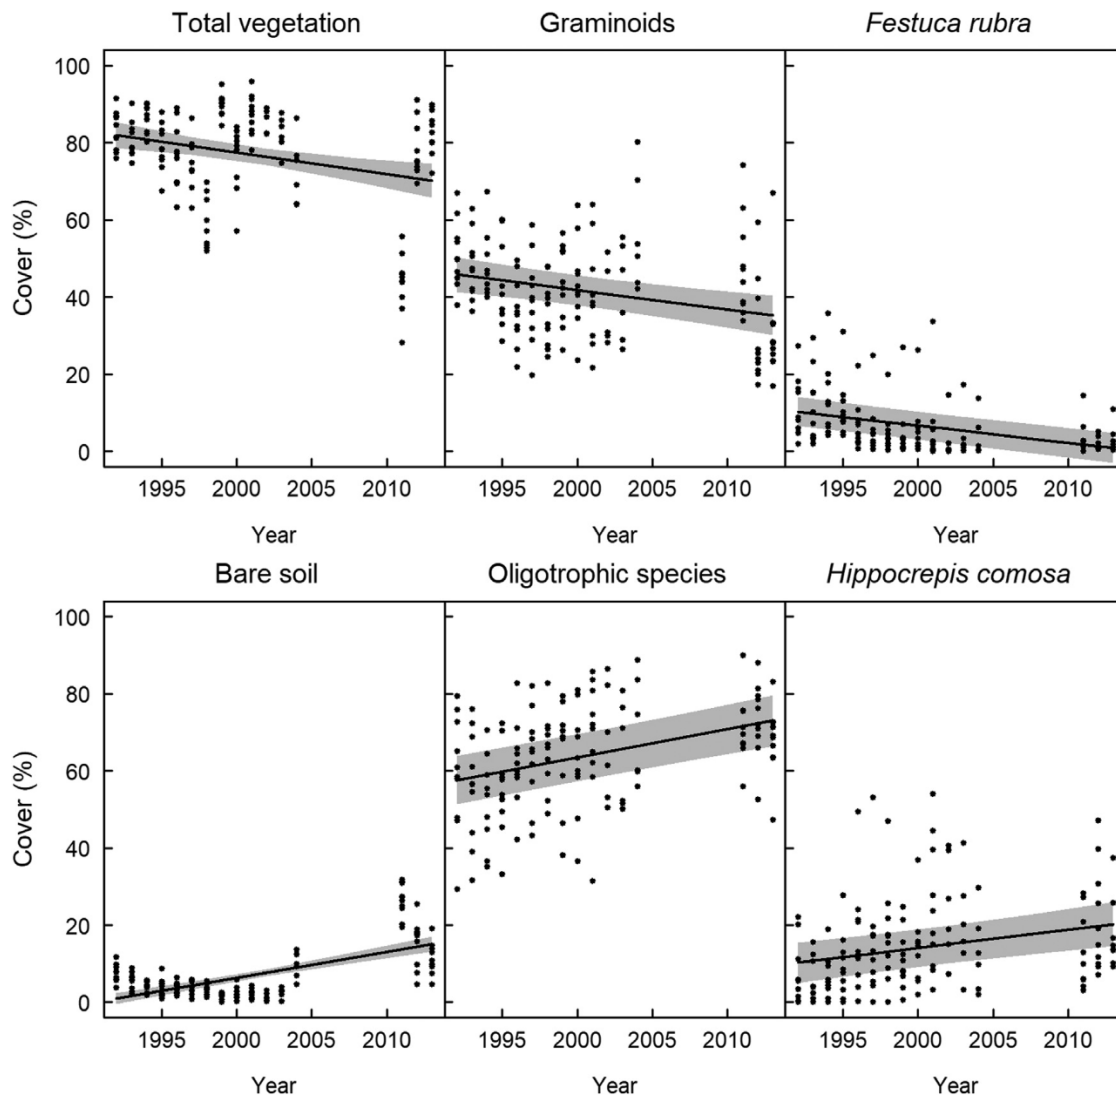 Total vegetation Graminoids Festuca rubra
100
80
60
40
20
0
Cover (%)
1995 2000 2005 2010 1995 2000 2005 2010 1995 2000 2005 2010
Year Year Year
Bare soil Oligotrophic species Hippocrepis comosa
100
80
60
40
20
0
Cover (%)
1995 2000 2005 2010 1995 2000 2005 2010 1995 2000 2005 2010
Year Year Year